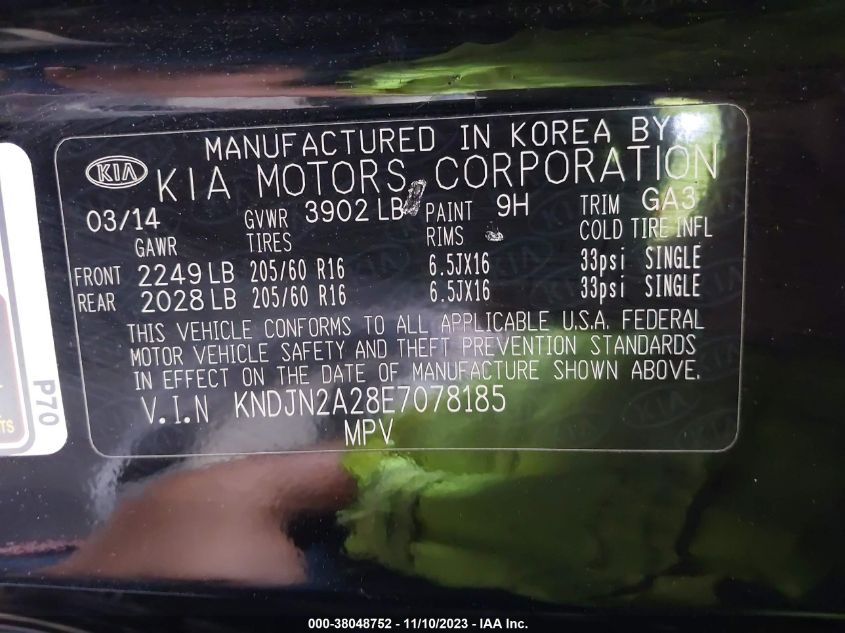 MANUFACTURED IN KOREA BY
KIA KIA MOTORS CORPORATION
03/14 GVWR 3902 LB PAINT 9H TRIM GA3
GAWR TIRES RIMS COLD TIRE INFL
FRONT 2249 LB 205/60 R16 6.5JX16 33psi SINGLE
REAR 2028 LB 205/60 R16 6.5JX16 33psi SINGLE
THIS VEHICLE CONFORMS TO ALL APPLICABLE U.S.A. FEDERAL
MOTOR VEHICLE SAFETY AND THEFT PREVENTION STANDARDS
IN EFFECT ON THE DATE OF MANUFACTURE SHOWN ABOVE.
V.I.N KNDJN2A28E7078185
MPV
P70
TS
000-38048752 - 11/10/2023 - IAA Inc.